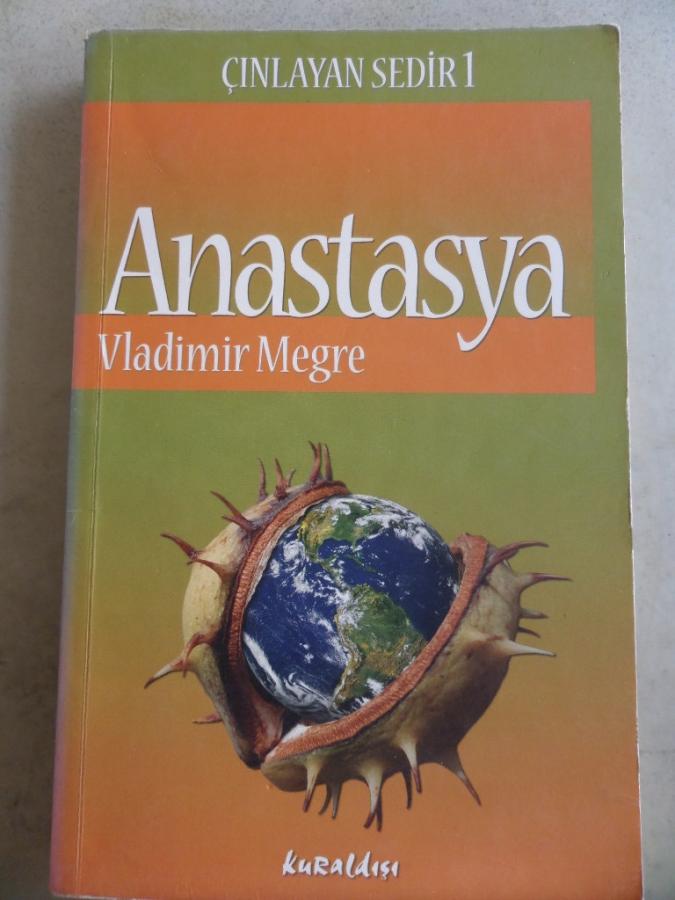 ÇINLAYAN SEDİR 1
Anastasya
Vladimir Megre
KuRaldışı